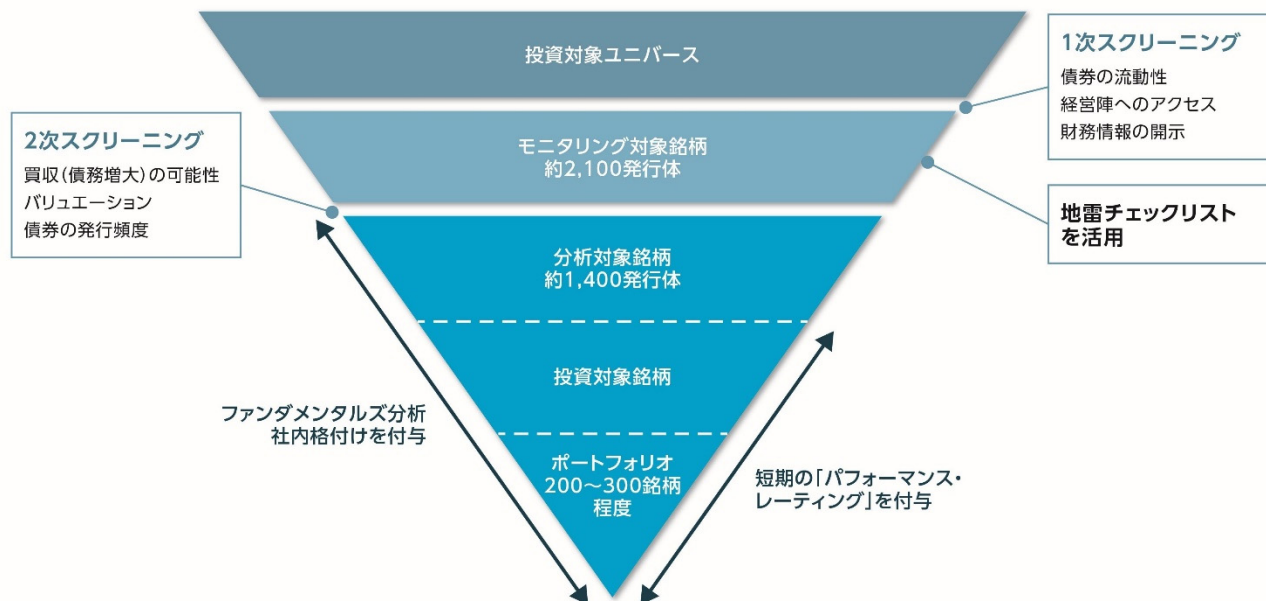 投資対象ユニバース
1次スクリーニング
債券の流動性
経営陣へのアクセス
財務情報の開示
モニタリング対象銘柄
約2,100発行体
2次スクリーニング
買収(債務増大)の可能性
バリュエーション
債券の発行頻度
地雷チェックリスト
を活用
分析対象銘柄
約1,400発行体
投資対象銘柄
ファンダメンタルズ分析
社内格付けを付与
ポートフォリオ
200～300銘柄
程度
短期の「パフォーマンス・
レーティング」を付与